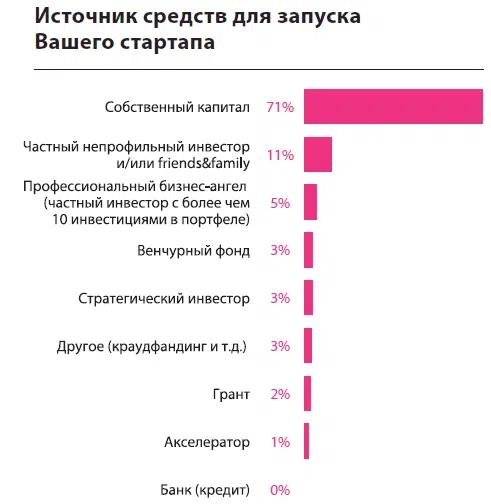 Источник средств для запуска
Вашего стартапа
Собственный капитал 71%
Частный непрофильный инвестор
и/или friends&family 11%
Профессиональный бизнес-ангел
(частный инвестор с более чем 5%
10 инвестициями в портфеле)
Венчурный фонд 3%
Стратегический инвестор 3%
Другое (краудфандинг и т.д.) 3%
Грант 2%
Акселератор 1%
Банк (кредит) 0%